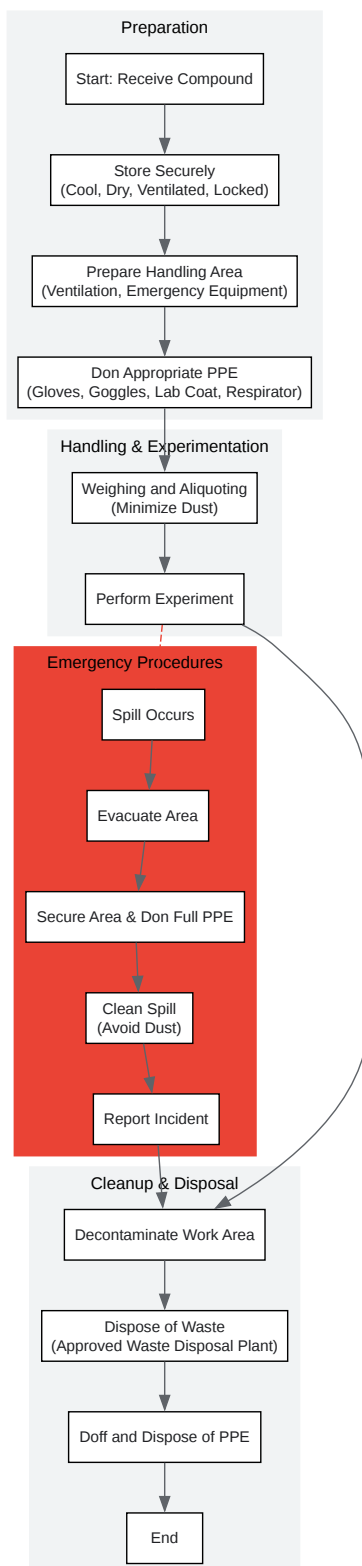 Preparation
Start: Receive Compound
Store Securely
(Cool, Dry, Ventilated, Locked)
Prepare Handling Area
(Ventilation, Emergency Equipment)
Don Appropriate PPE
(Gloves, Goggles, Lab Coat, Respirator)
Handling & Experimentation
Weighing and Aliquoting
(Minimize Dust)
Perform Experiment
Emergency Procedures
Spill Occurs
Evacuate Area
Secure Area & Don Full PPE
Clean Spill
(Avoid Dust)
Report Incident
Cleanup & Disposal
Decontaminate Work Area
Dispose of Waste
(Approved Waste Disposal Plant)
Doff and Dispose of PPE
End